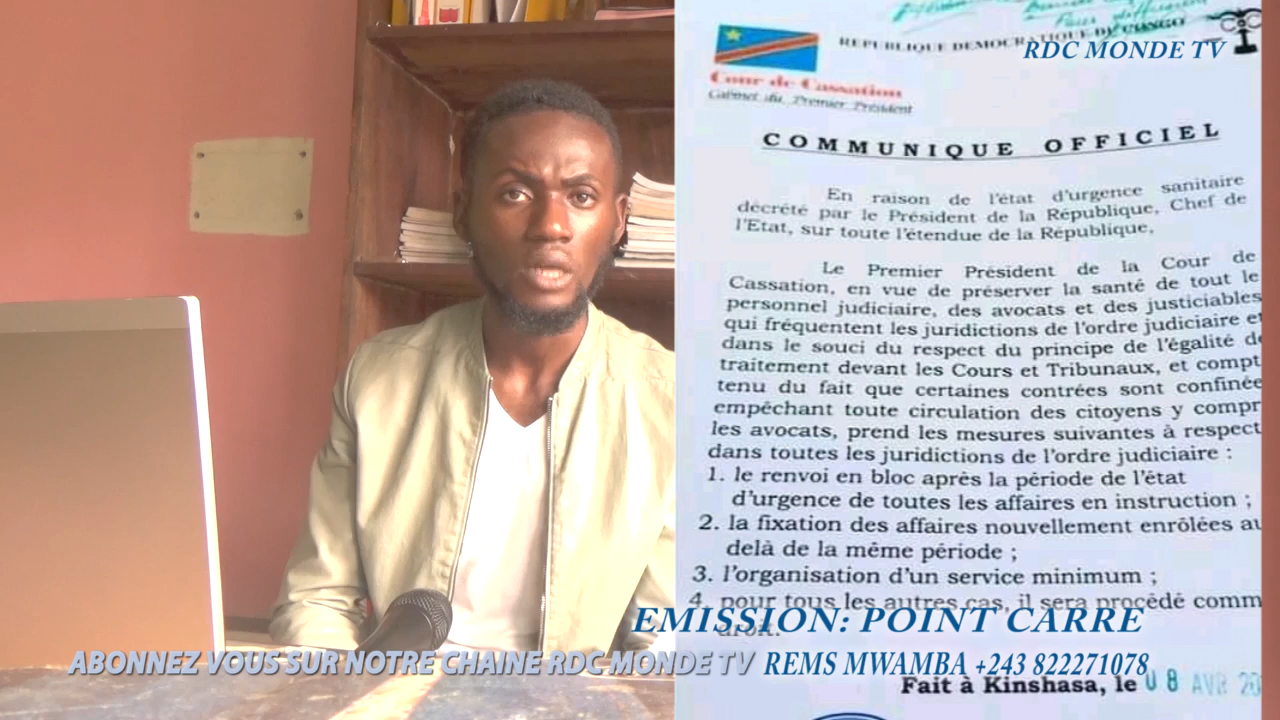 REPUBLIQUE DEMOCRATIQUE DU CONGO
RDC MONDE TV
Cour de Cassation
Cabinet du Premier Président
COMMUNIQUE OFFICIEL
En raison de l'état d'urgence sanitaire
décrété par le Président de la République, Chef de
l'Etat, sur toute l'étendue de la République,
Le Premier Président de la Cour de
Cassation, en vue de préserver la santé de tout le
personnel judiciaire, des avocats et des justiciables
qui fréquentent les juridictions de l'ordre judiciaire et
dans le souci du respect du principe de l'égalité de
traitement devant les Cours et Tribunaux, et compt
tenu du fait que certaines contrées sont confinée
empêchant toute circulation des citoyens y compr
les avocats, prend les mesures suivantes à respect
dans toutes les juridictions de l'ordre judiciaire :
1. le renvoi en bloc après la période de l'état
d'urgence de toutes les affaires en instruction ;
2. la fixation des affaires nouvellement enrôlées au
delà de la même période ;
3. l'organisation d'un service minimum ;
4. pour tous les autres cas, il sera procédé comm
droit.
EMISSION: POINT CARRE
ABONNEZ VOUS SUR NOTRE CHAINE RDC MONDE TV REMS MWAMBA +243 822271078
Fait à Kinshasa, le 08 AVR 20